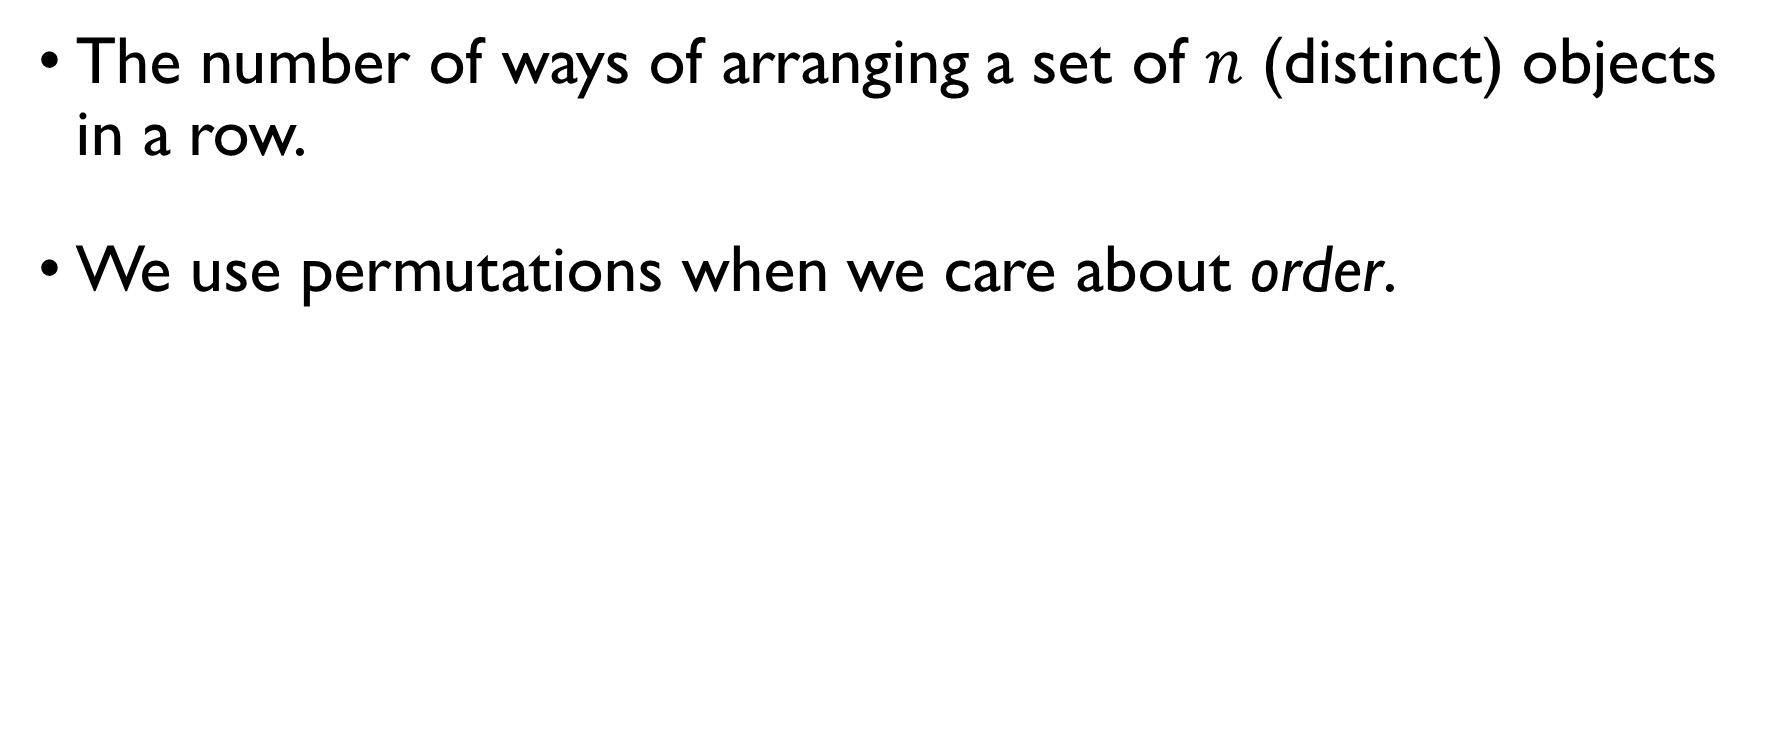 • The number of ways of arranging a set of 𝑛 (distinct) objects
in a row.
• We use permutations when we care about order.